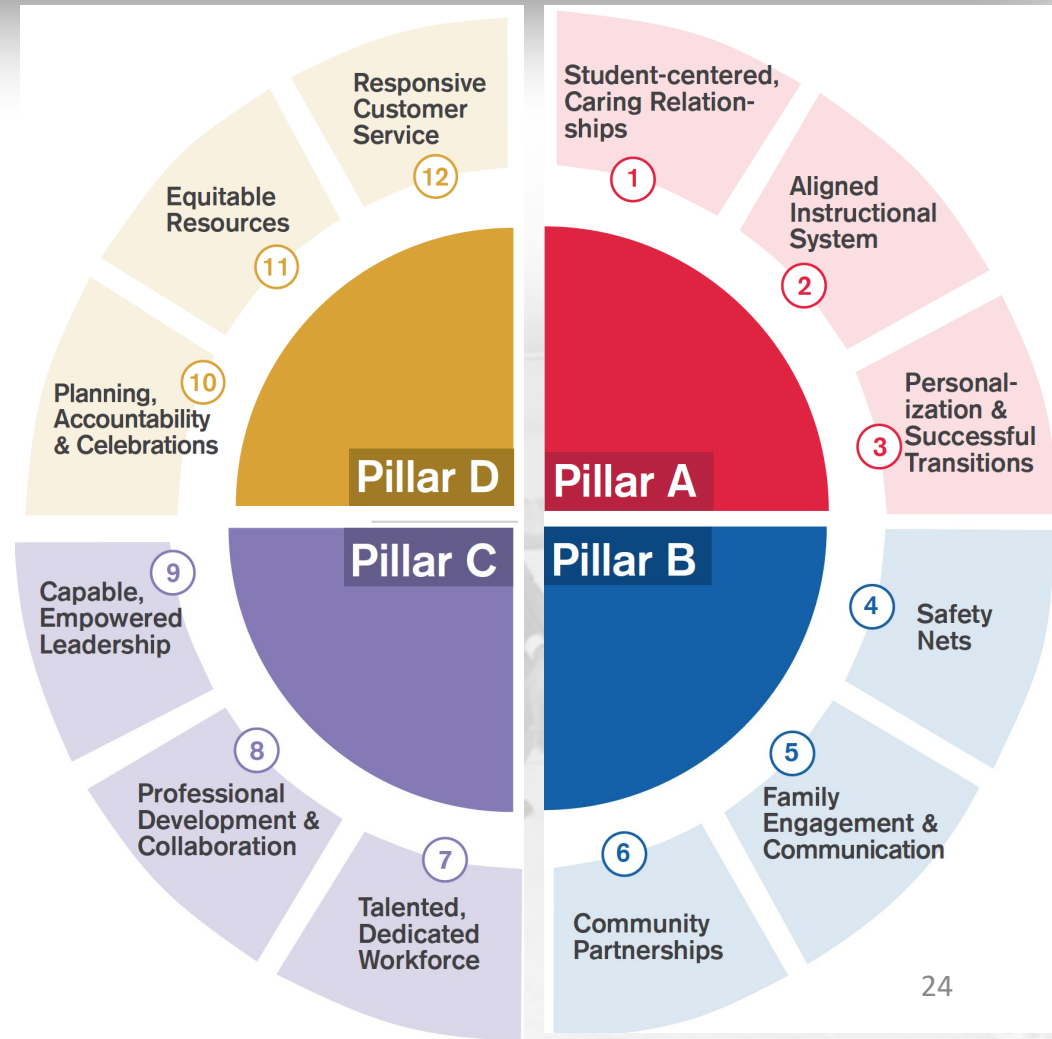 Student-centered,
Caring Relation-
ships
1
Aligned
Instructional
System
2
Personal-
ization &
Successful
Transitions
3
Pillar A
Pillar B
4
Safety
Nets
5
Family
Engagement &
Communication
6
Community
Partnerships
Pillar C
7
Talented,
Dedicated
Workforce
8
Professional
Development &
Collaboration
9
Capable,
Empowered
Leadership
Pillar D
10
Planning,
Accountability
& Celebrations
11
Equitable
Resources
12
Responsive
Customer
Service
24